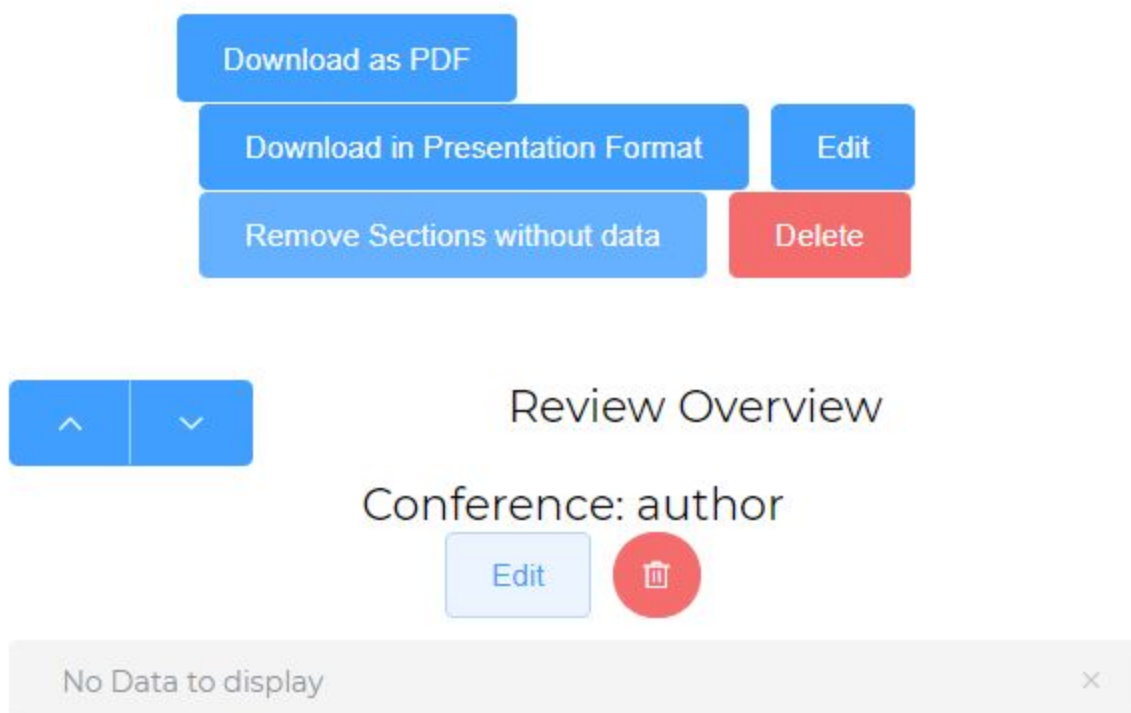 Download as PDF
Download in Presentation Format Edit
Remove Sections without data Delete
Review Overview
Conference: author
Edit
No Data to display